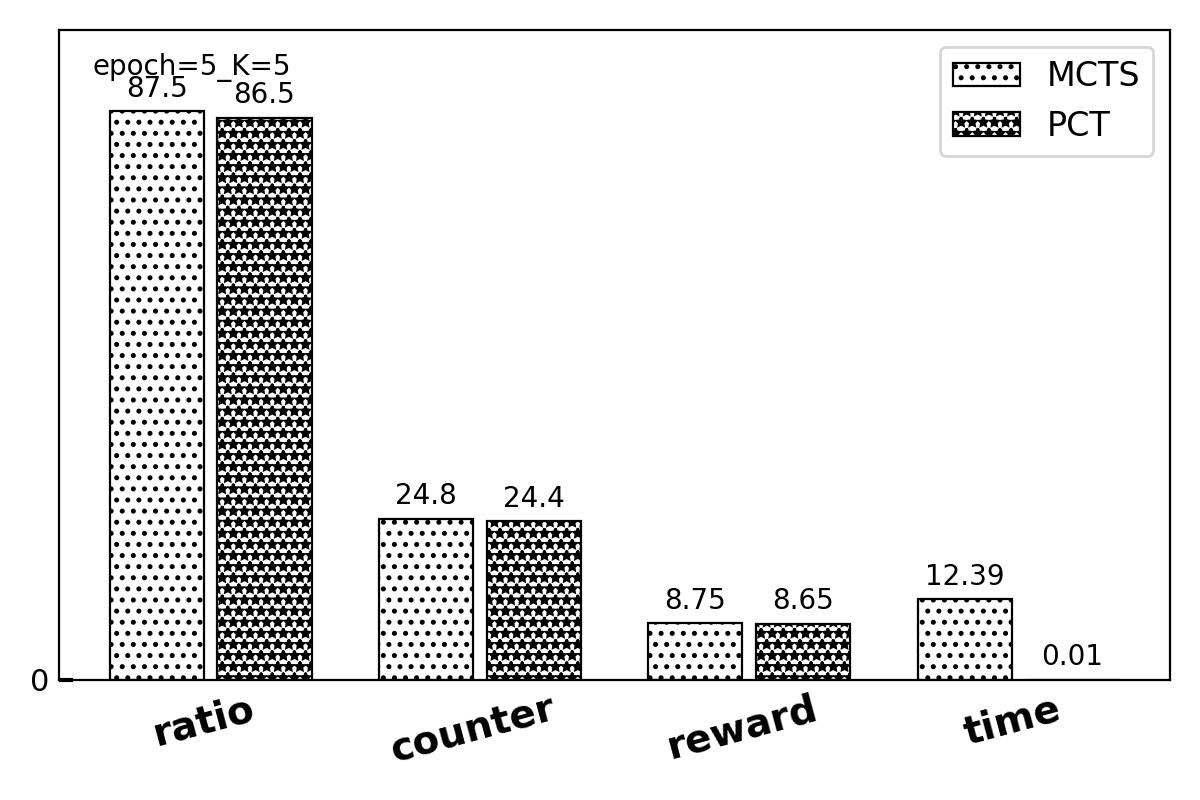 epoch=5_K=5
87.5
86.5
MCTS
PCT
24.8
24.4
8.75
8.65
12.39
0.01
0
ratio
counter
reward
time